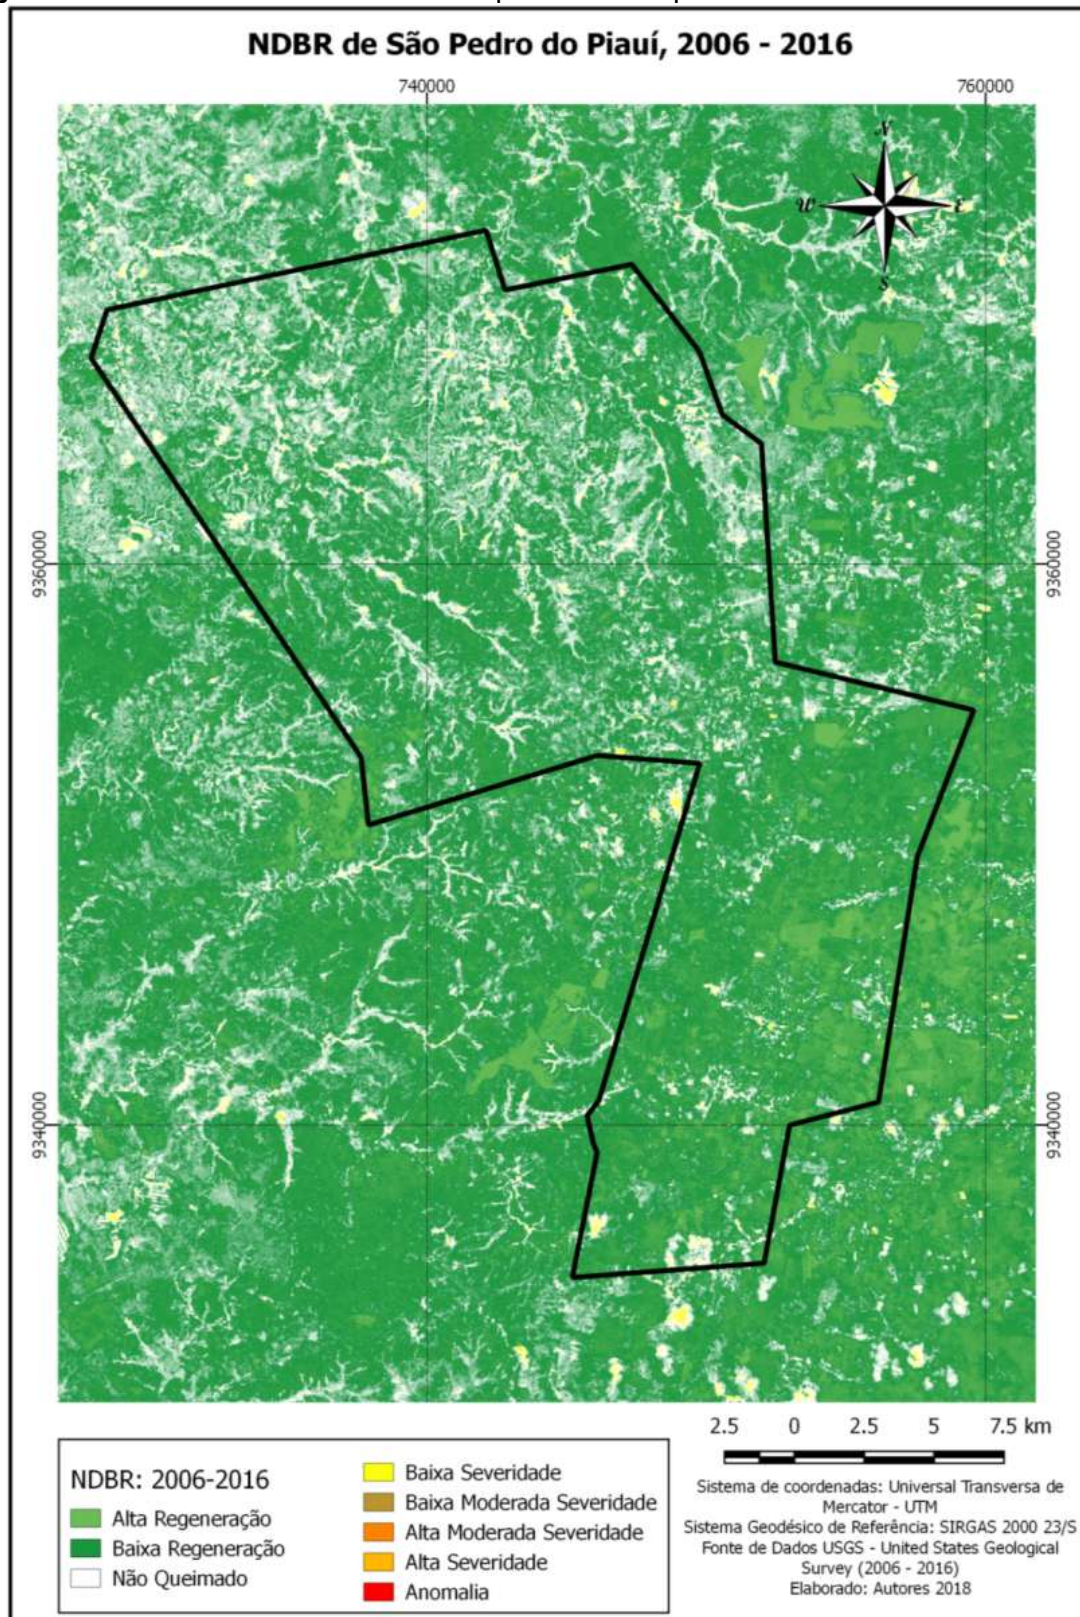 NDBR de São Pedro do Piauí, 2006 - 2016
740000
760000
N
W
E
S
9360000
9360000
9340000
9340000
2.5 0 2.5 5 7.5 km
NDBR: 2006-2016
Alta Regeneração
Baixa Regeneração
Não Queimado
Baixa Severidade
Baixa Moderada Severidade
Alta Moderada Severidade
Alta Severidade
Anomalia
Sistema de coordenadas: Universal Transversa de
Mercator - UTM
Sistema Geodésico de Referência: SIRGAS 2000 23/S
Fonte de Dados USGS - United States Geological
Survey (2006 - 2016)
Elaborado: Autores 2018